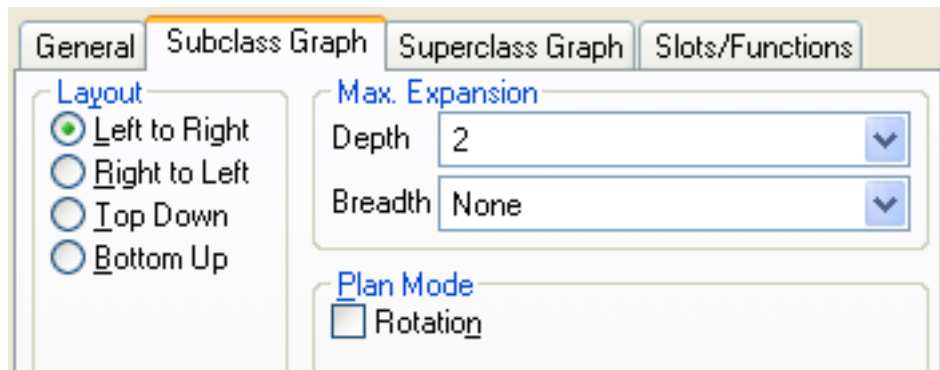 General Subclass Graph Superclass Graph Slots/Functions
Layout
Left to Right
Right to Left
Top Down
Bottom Up
Max. Expansion
Depth 2
Breadth None
Plan Mode
Rotation